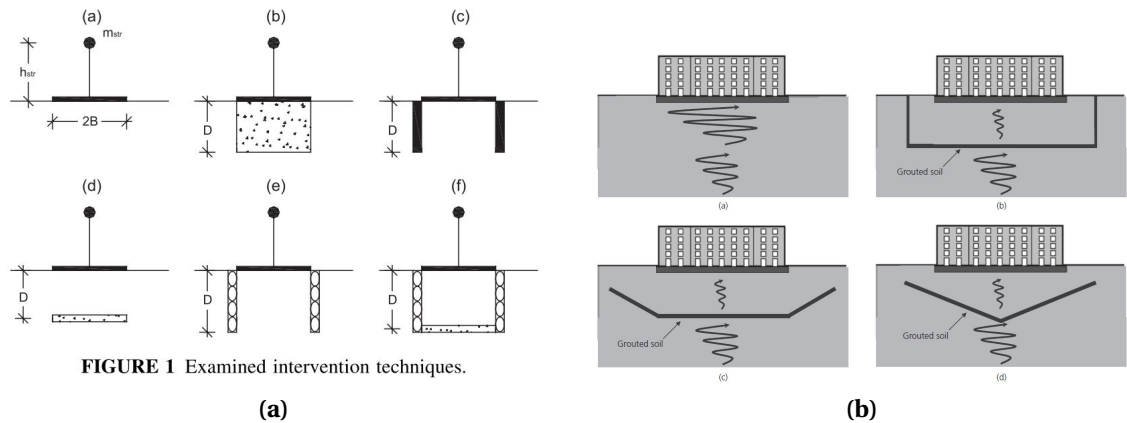 (a) (b) (c)
m_str
h_str
2B
D
D
(d) (e) (f)
D
D
D
FIGURE 1 Examined intervention techniques.
(a)
(a)
Grouted soil
(b)
Grouted soil
(c)
Grouted soil
(d)
(b)